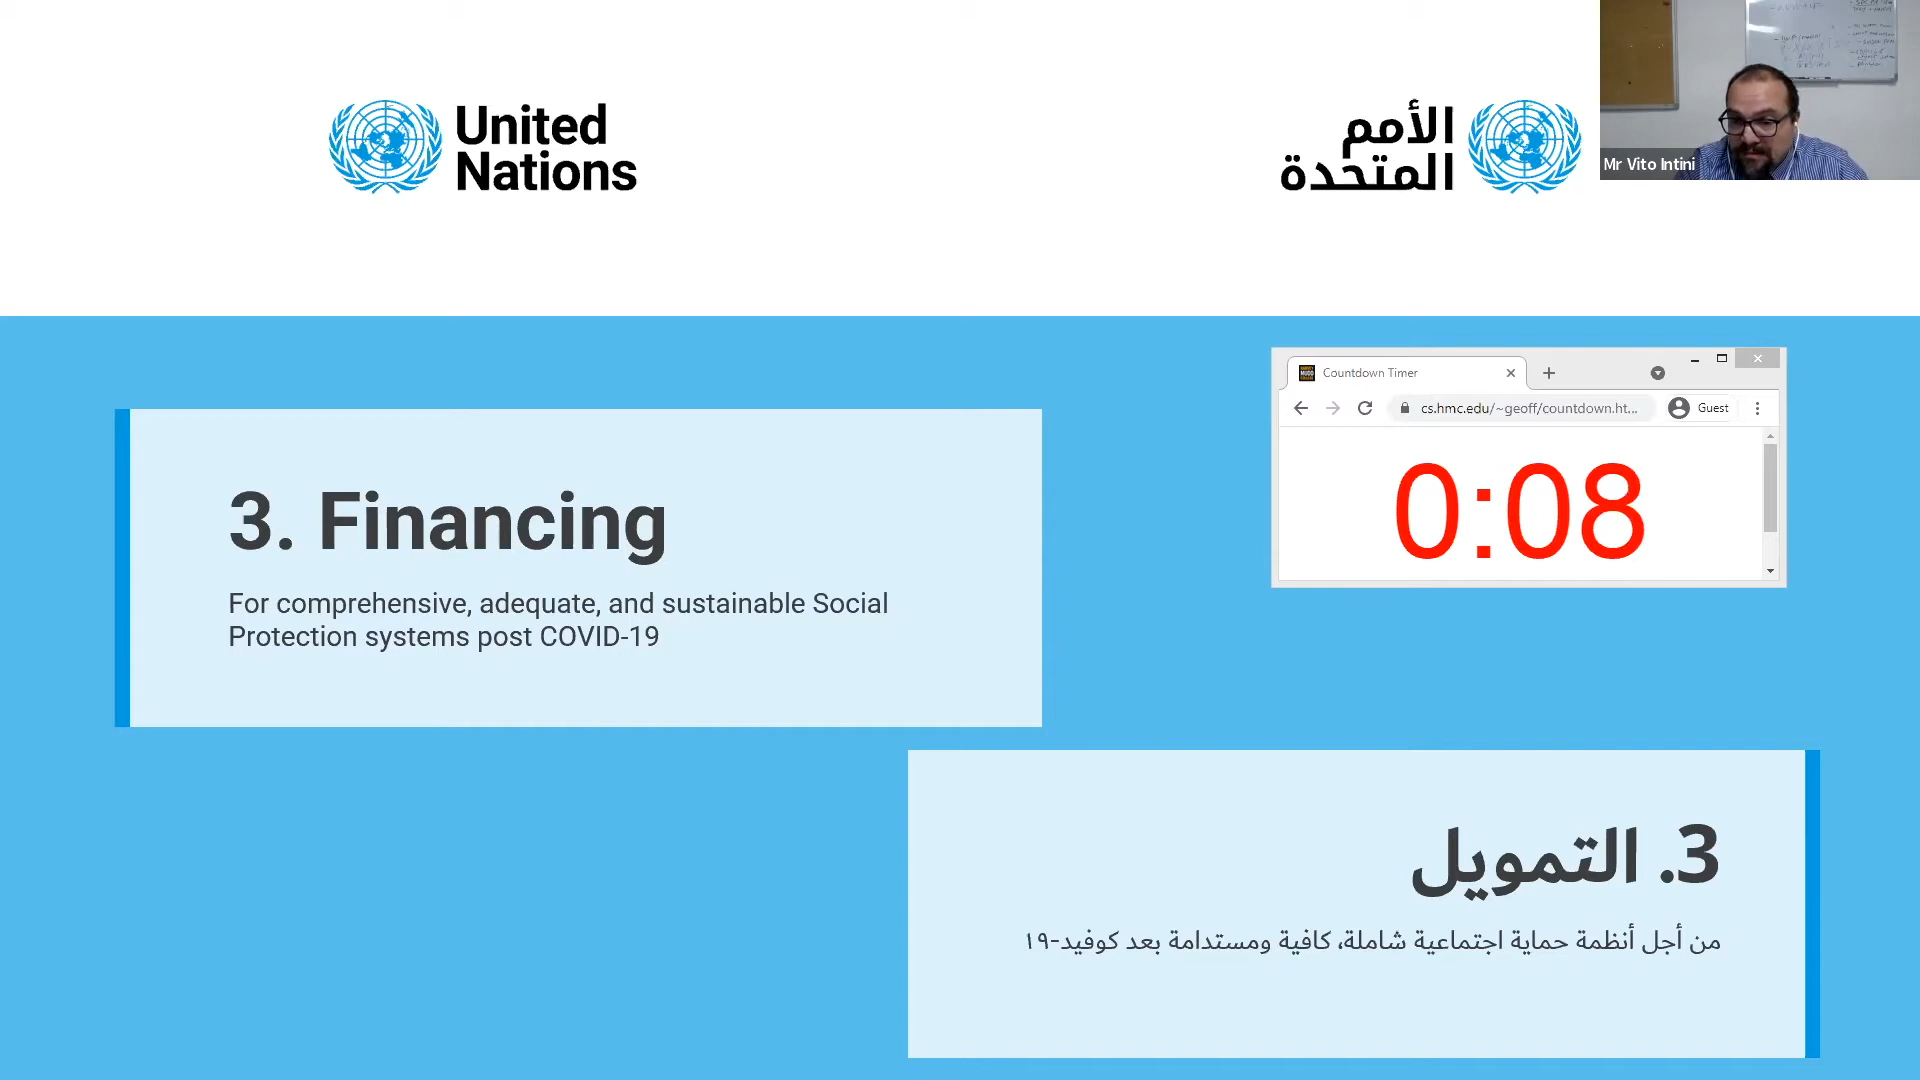 United
Nations
الأمم
المتحدة
Mr Vito Intini
Countdown Timer
cs.hmc.edu/~geoff/countdown.ht...
Guest
0:08
3. Financing
For comprehensive, adequate, and sustainable Social
Protection systems post COVID-19
3. التمويل
من أجل أنظمة حماية اجتماعية شاملة، كافية ومستدامة بعد كوفيد-١٩